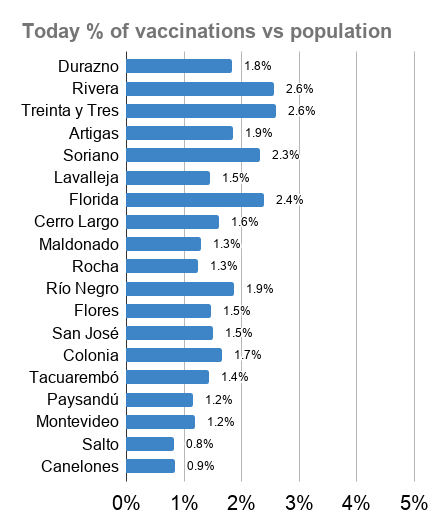 Today % of vaccinations vs population
Durazno 1.8%
Rivera 2.6%
Treinta y Tres 2.6%
Artigas 1.9%
Soriano 2.3%
Lavalleja 1.5%
Florida 2.4%
Cerro Largo 1.6%
Maldonado 1.3%
Rocha 1.3%
Río Negro 1.9%
Flores 1.5%
San José 1.5%
Colonia 1.7%
Tacuarembó 1.4%
Paysandú 1.2%
Montevideo 1.2%
Salto 0.8%
Canelones 0.9%
0% 1% 2% 3% 4% 5%